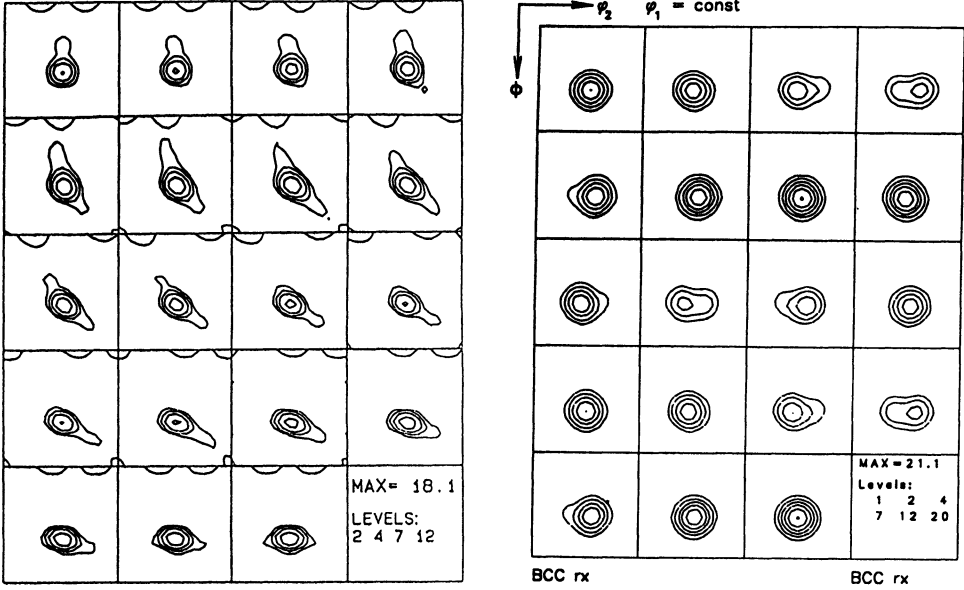 φ₂ φ₁ = const
Φ
MAX= 18.1
LEVELS:
2 4 7 12
MAX=21.1
Levels:
1 2 4
7 12 20
BCC rx
BCC rx